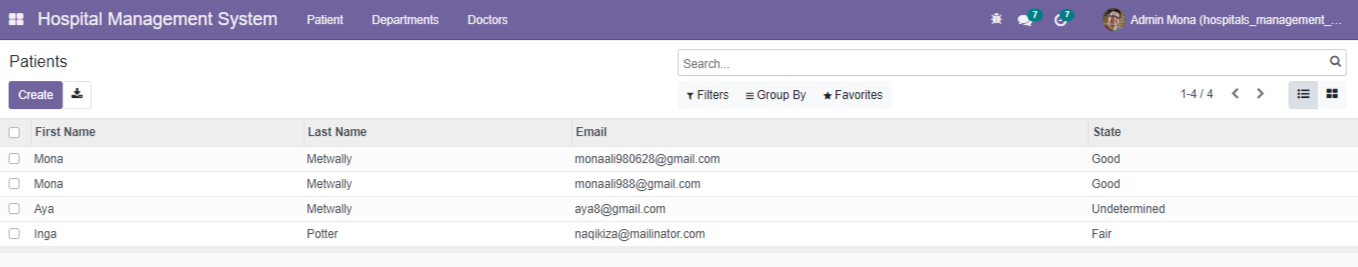 Hospital Management System Patient Departments Doctors 7 7 Admin Mona (hospitals_management_...
Patients Search...
Create Filters Group By Favorites 1-4 / 4
First Name Last Name Email State
Mona Metwally monaali980628@gmail.com Good
Mona Metwally monaali988@gmail.com Good
Aya Metwally aya8@gmail.com Undetermined
Inga Potter naqikiza@mailinator.com Fair